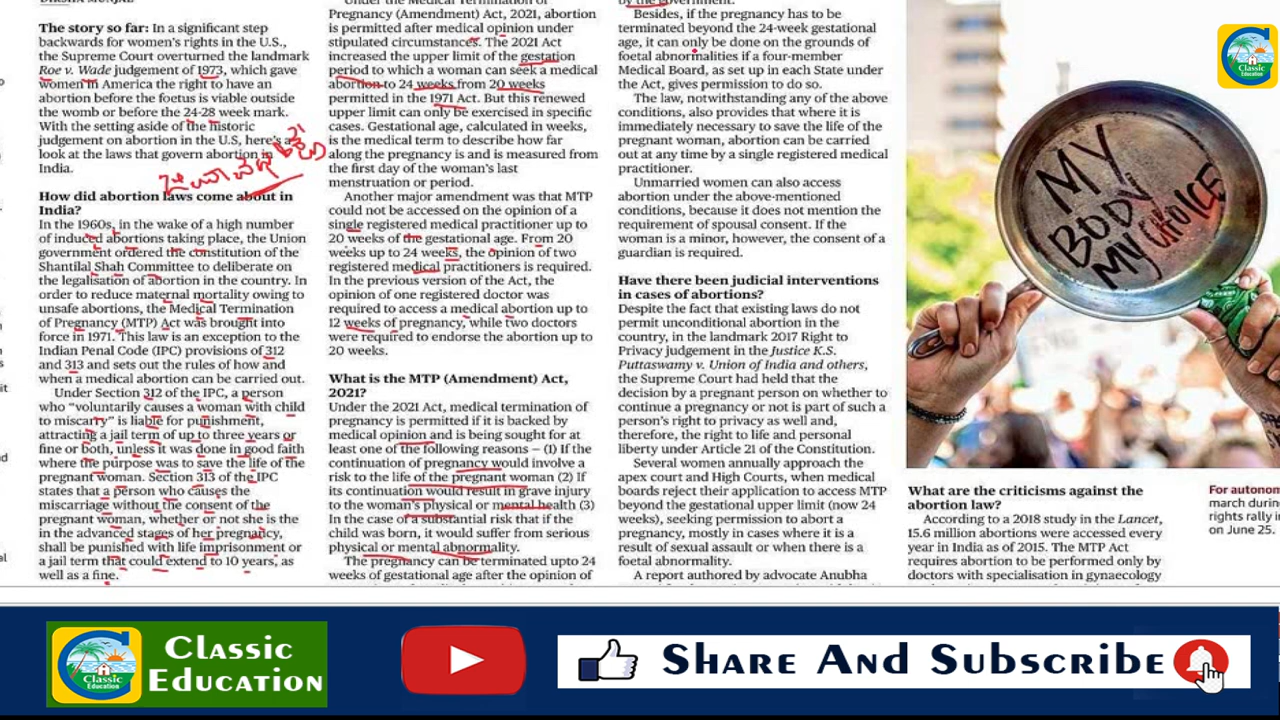 The story so far: In a significant step
backwards for women's rights in the U.S.,
the Supreme Court overturned the landmark
Roe v. Wade judgement of 1973, which gave
women in America the right to have an
abortion before the foetus is viable outside
the womb or before the 24-28 week mark.
With the setting aside of the historic
judgement on abortion in the U.S, here's a
look at the laws that govern abortion in
India.
How did abortion laws come about in
India?
In the 1960s, in the wake of a high number
of induced abortions taking place, the Union
government ordered the constitution of the
Shantilal Shah Committee to deliberate on
the legalisation of abortion in the country. In
order to reduce maternal mortality owing to
unsafe abortions, the Medical Termination
of Pregnancy (MTP) Act was brought into
force in 1971. This law is an exception to the
Indian Penal Code (IPC) provisions of 312
and 313 and sets out the rules of how and
when a medical abortion can be carried out.
Under Section 312 of the IPC, a person
who "voluntarily causes a woman with child
to miscarry" is liable for punishment,
attracting a jail term of up to three years or
fine or both, unless it was done in good faith
where the purpose was to save the life of the
pregnant woman. Section 313 of the IPC
states that a person who causes the
miscarriage without the consent of the
pregnant woman, whether or not she is in the
in the advanced stages of her pregnancy,
shall be punished with life imprisonment or
a jail term that could extend to 10 years, as
well as a fine.
Pregnancy (Amendment) Act, 2021, abortion
is permitted after medical opinion under
stipulated circumstances. The 2021 Act
increased the upper limit of the gestation
period to which a woman can seek a medical
abortion to 24 weeks from 20 weeks
permitted in the 1971 Act. But this renewed
upper limit can only be exercised in specific
cases. Gestational age, calculated in weeks,
is the medical term to describe how far
along the pregnancy is and is measured from
the first day of the woman's last
menstruation or period.
Another major amendment was that MTP
could not be accessed on the opinion of a
single registered medical practitioner up to
20 weeks of the gestational age. From 20
weeks up to 24 weeks, the opinion of two
registered medical practitioners is required.
In the previous version of the Act, the
opinion of one registered doctor was
required to access a medical abortion up to
12 weeks of pregnancy, while two doctors
were required to endorse the abortion up to
20 weeks.
What is the MTP (Amendment) Act,
2021?
Under the 2021 Act, medical termination of
pregnancy is permitted if it is backed by
medical opinion and is being sought for at
least one of the following reasons – (1) If the
continuation of pregnancy would involve a
risk to the life of the pregnant woman (2) If
its continuation would result in grave injury
to the woman's physical or mental health (3)
In the case of a substantial risk that if the
child was born, it would suffer from serious
physical or mental abnormality.
The pregnancy can be terminated upto 24
weeks of gestational age after the opinion of
by the government.
Besides, if the pregnancy has to be
terminated beyond the 24-week gestational
age, it can only be done on the grounds of
foetal abnormalities if a four-member
Medical Board, as set up in each State under
the Act, gives permission to do so.
The law, notwithstanding any of the above
conditions, also provides that where it is
immediately necessary to save the life of the
pregnant woman, abortion can be carried
out at any time by a single registered medical
practitioner.
Unmarried women can also access
abortion under the above-mentioned
conditions, because it does not mention the
requirement of spousal consent. If the
woman is a minor, however, the consent of a
guardian is required.
Have there been judicial interventions
in cases of abortions?
Despite the fact that existing laws do not
permit unconditional abortion in the
country, in the landmark 2017 Right to
Privacy judgement in the Justice K.S.
Puttaswamy v. Union of India and others,
the Supreme Court had held that the
decision by a pregnant person on whether to
continue a pregnancy or not is part of such a
person's right to privacy as well and,
therefore, the right to life and personal
liberty under Article 21 of the Constitution.
Several women annually approach the
apex court and High Courts, when medical
boards reject their application to access MTP
beyond the gestational upper limit (now 24
weeks), seeking permission to abort a
pregnancy, mostly in cases where it is a
result of sexual assault or when there is a
foetal abnormality.
A report authored by advocate Anubha
MY
BODY
MY CHOICE
What are the criticisms against the
abortion law?
According to a 2018 study in the Lancet,
15.6 million abortions were accessed every
year in India as of 2015. The MTP Act
requires abortion to be performed only by
doctors with specialisation in gynaecology
For autonom
march durin
rights rally i
on June 25.
Classic
Education
Classic
Education
Classic
Education
Share And Subscribe